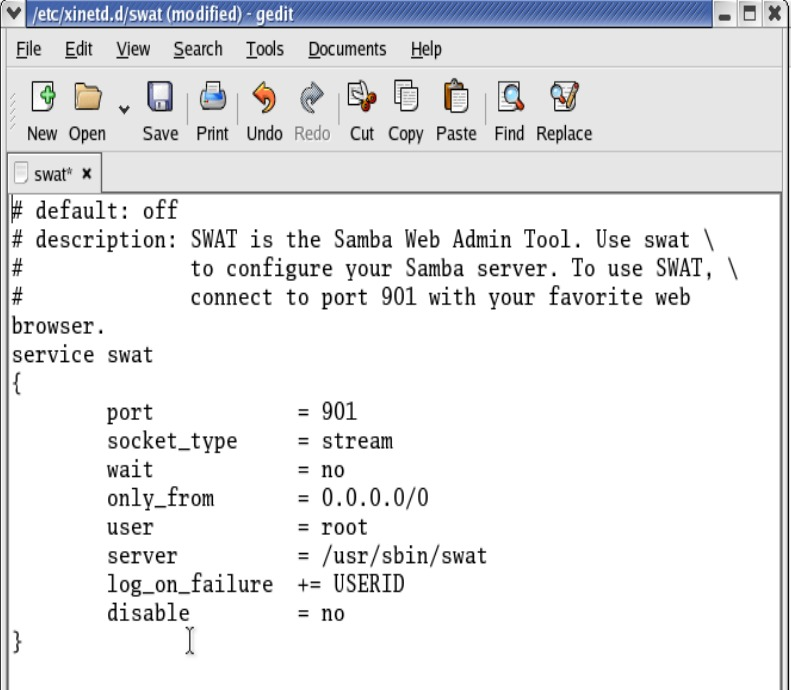 /etc/xinetd.d/swat (modified) - gedit
File Edit View Search Tools Documents Help
New Open Save Print Undo Redo Cut Copy Paste Find Replace
swat*
# default: off
# description: SWAT is the Samba Web Admin Tool. Use swat \
#              to configure your Samba server. To use SWAT, \
#              connect to port 901 with your favorite web
browser.
service swat
{
        port            = 901
        socket_type     = stream
        wait            = no
        only_from       = 0.0.0.0/0
        user            = root
        server          = /usr/sbin/swat
        log_on_failure  += USERID
        disable         = no
}